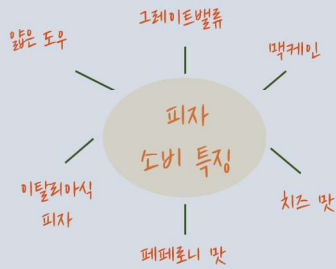 그레이트밸류
얇은 도우
맥케인
피자
소비 특징
이탈리아식
피자
치즈 맛
페페로니 맛